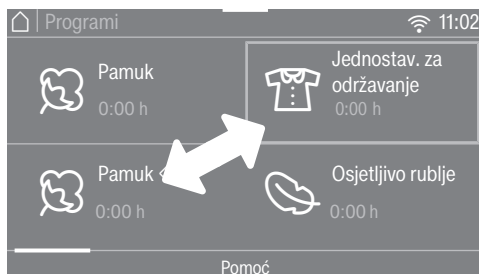 Programi
11:02
Pamuk
0:00 h
Jednostav. za
održavanje
0:00 h
Pamuk
0:00 h
Osjetljivo rublje
0:00 h
Pomoć